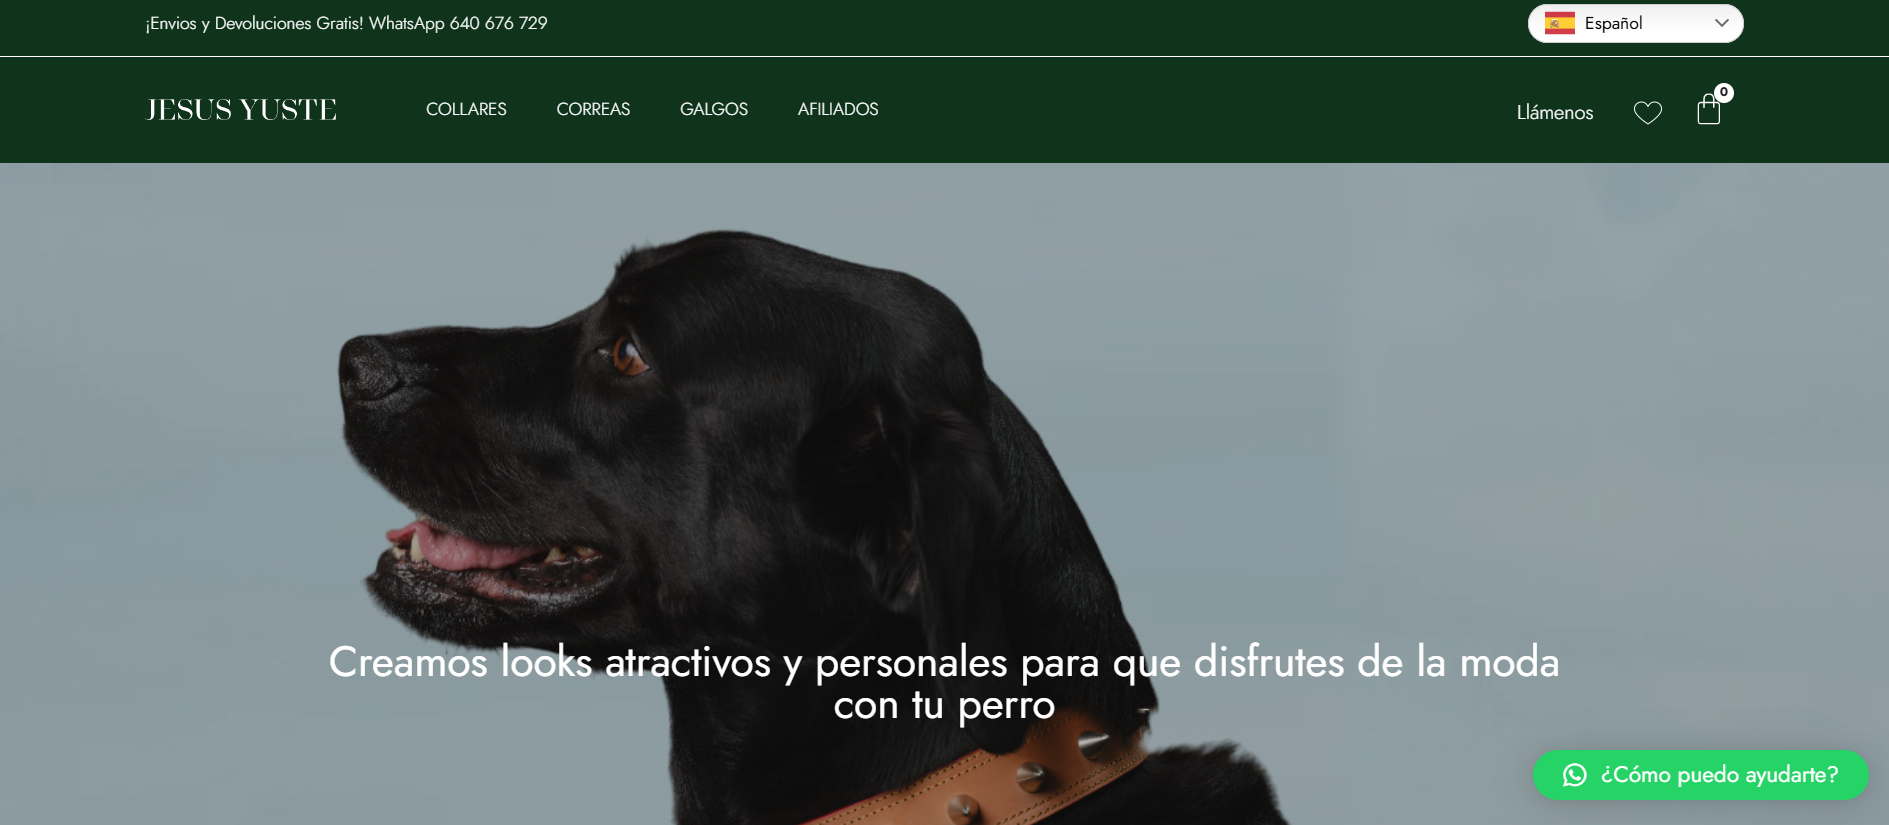 ¡Envios y Devoluciones Gratis! WhatsApp 640 676 729
Español
JESUS YUSTE
COLLARES
CORREAS
GALGOS
AFILIADOS
Llámenos
0
Creamos looks atractivos y personales para que disfrutes de la moda
con tu perro
¿Cómo puedo ayudarte?